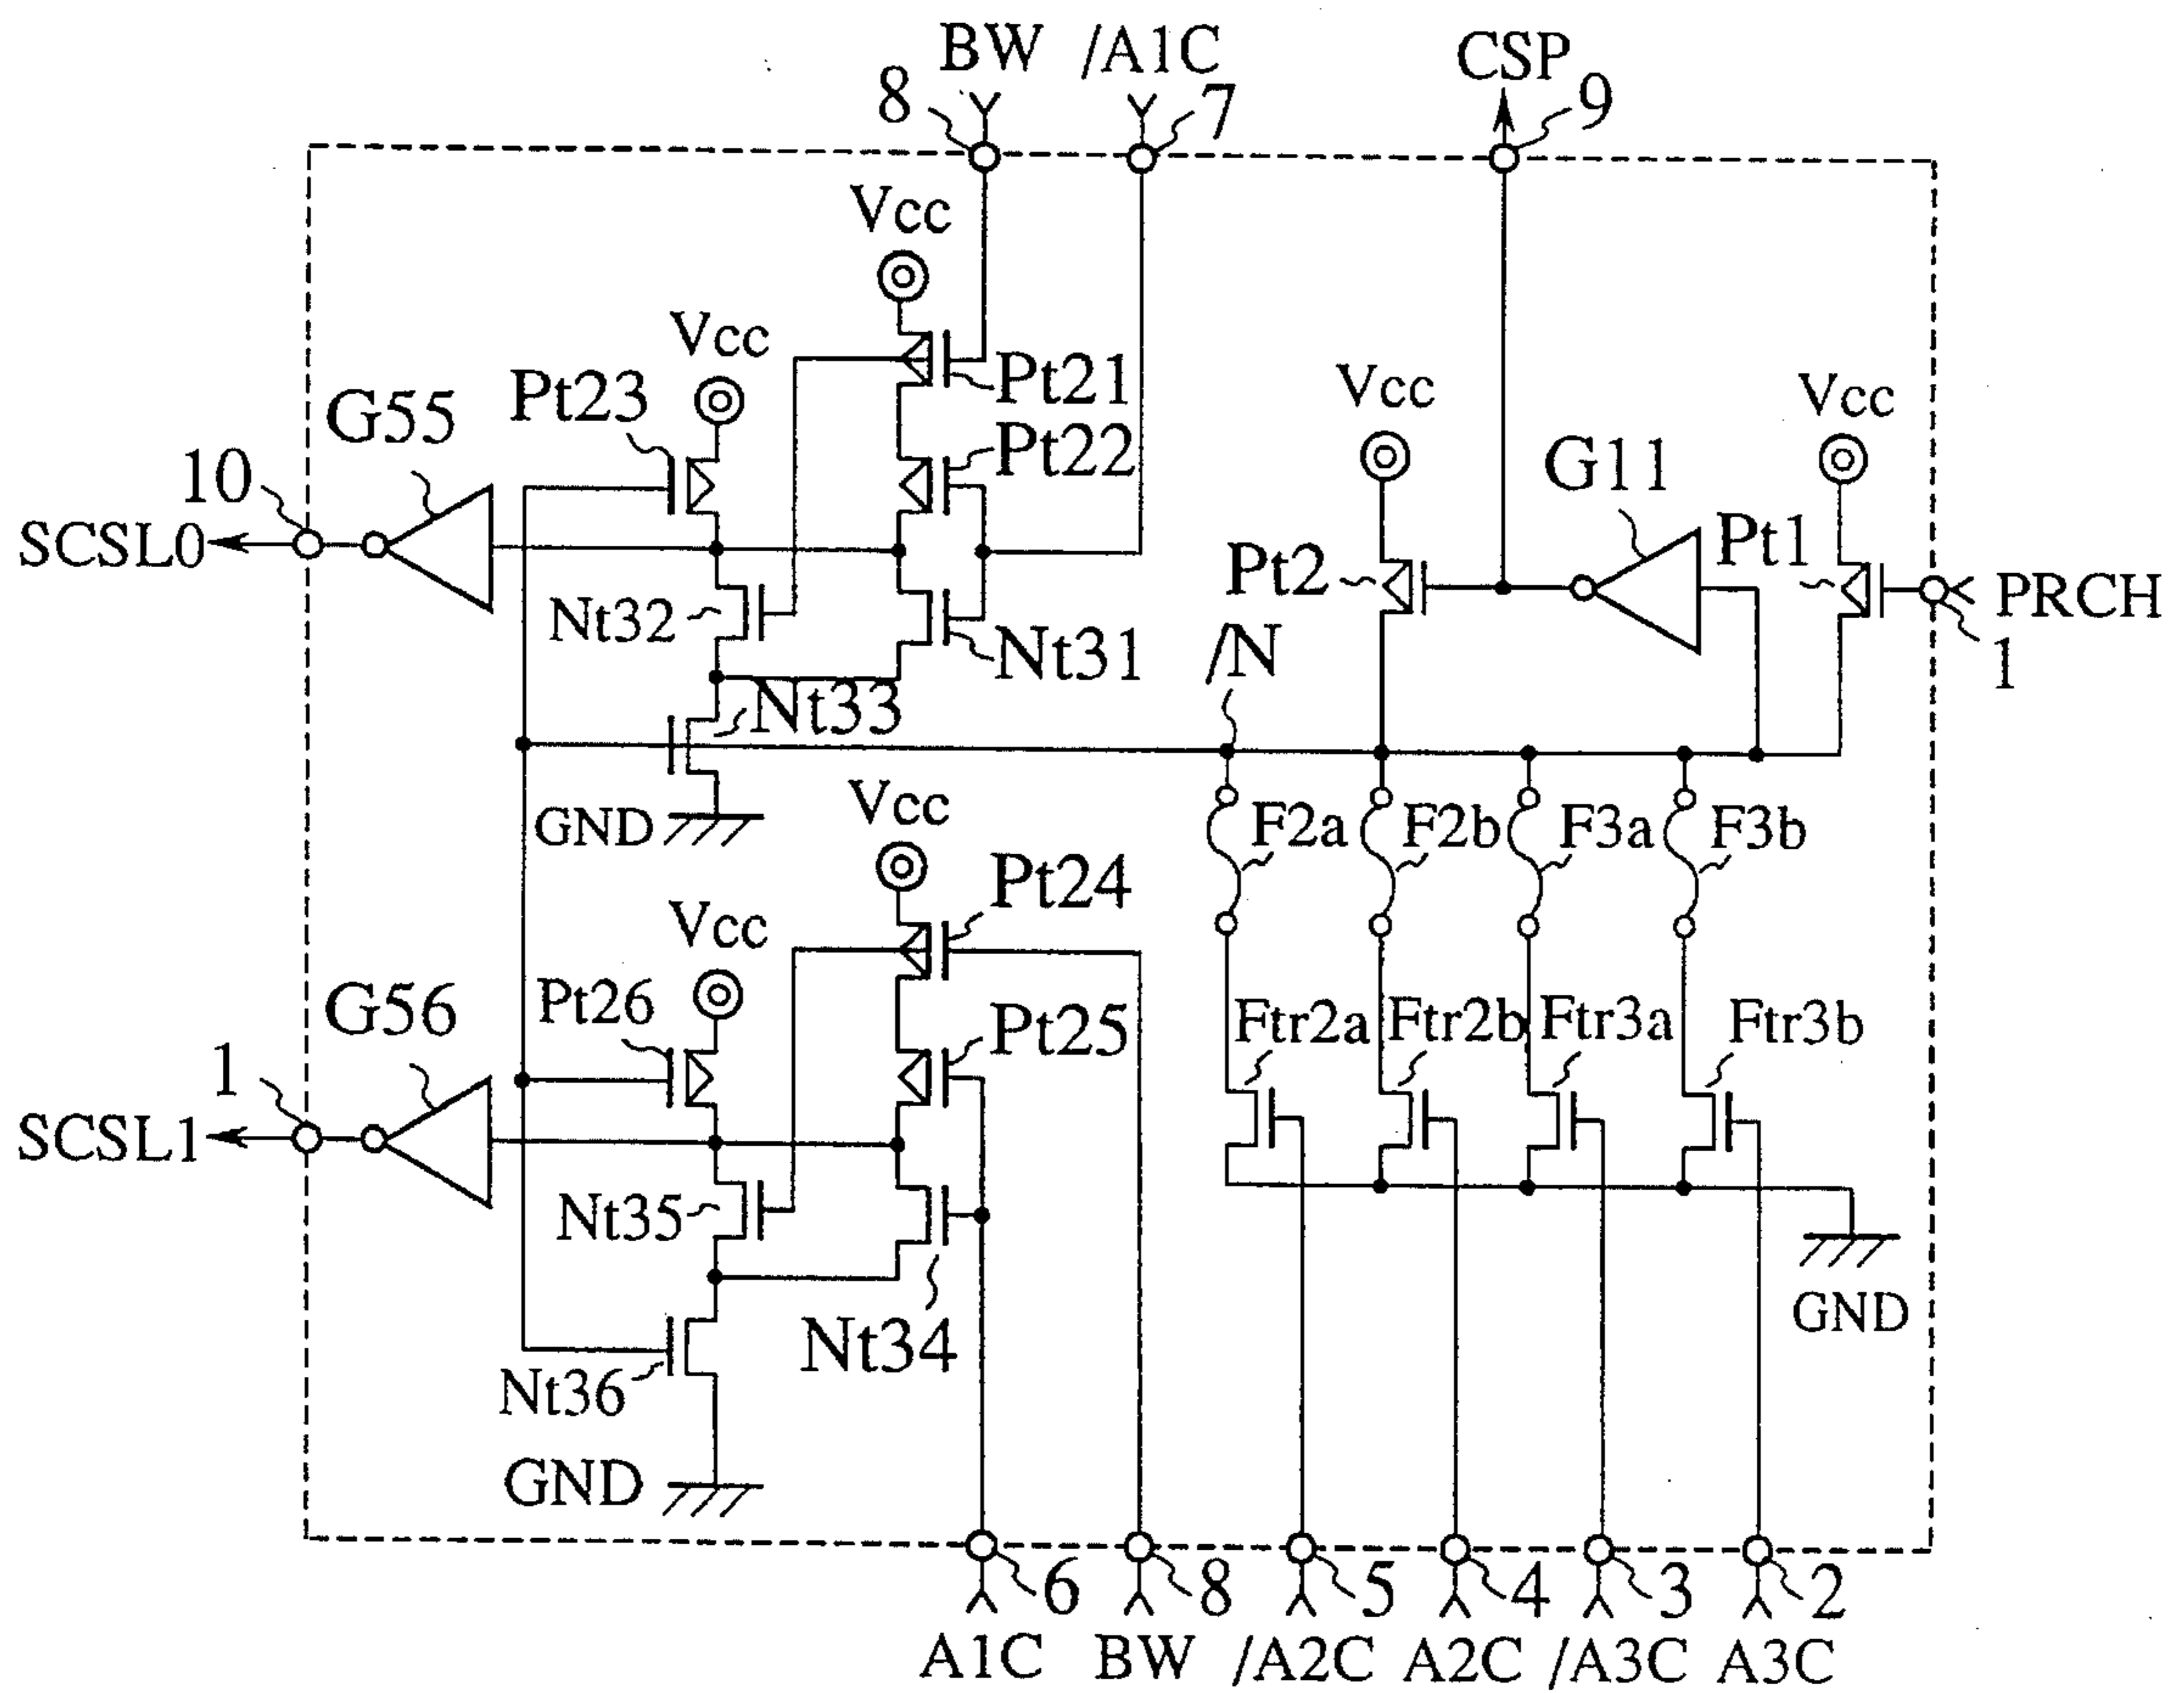 BW /A1C CSP
8 7 9
Vcc
Vcc
Pt23 Pt21
G55 Vcc Vcc
10 Pt22 G11
SCSL0 Pt2 Pt1
PRCH
Nt32 /N
Nt31 1
Nt33
GND Vcc F2a F2b F3a F3b
Vcc Pt24
G56 Pt26 Pt25 Ftr2a Ftr2b Ftr3a Ftr3b
1
SCSL1
Nt35
Nt36 Nt34 GND
GND
6 8 5 4 3 2
A1C BW /A2C A2C /A3C A3C